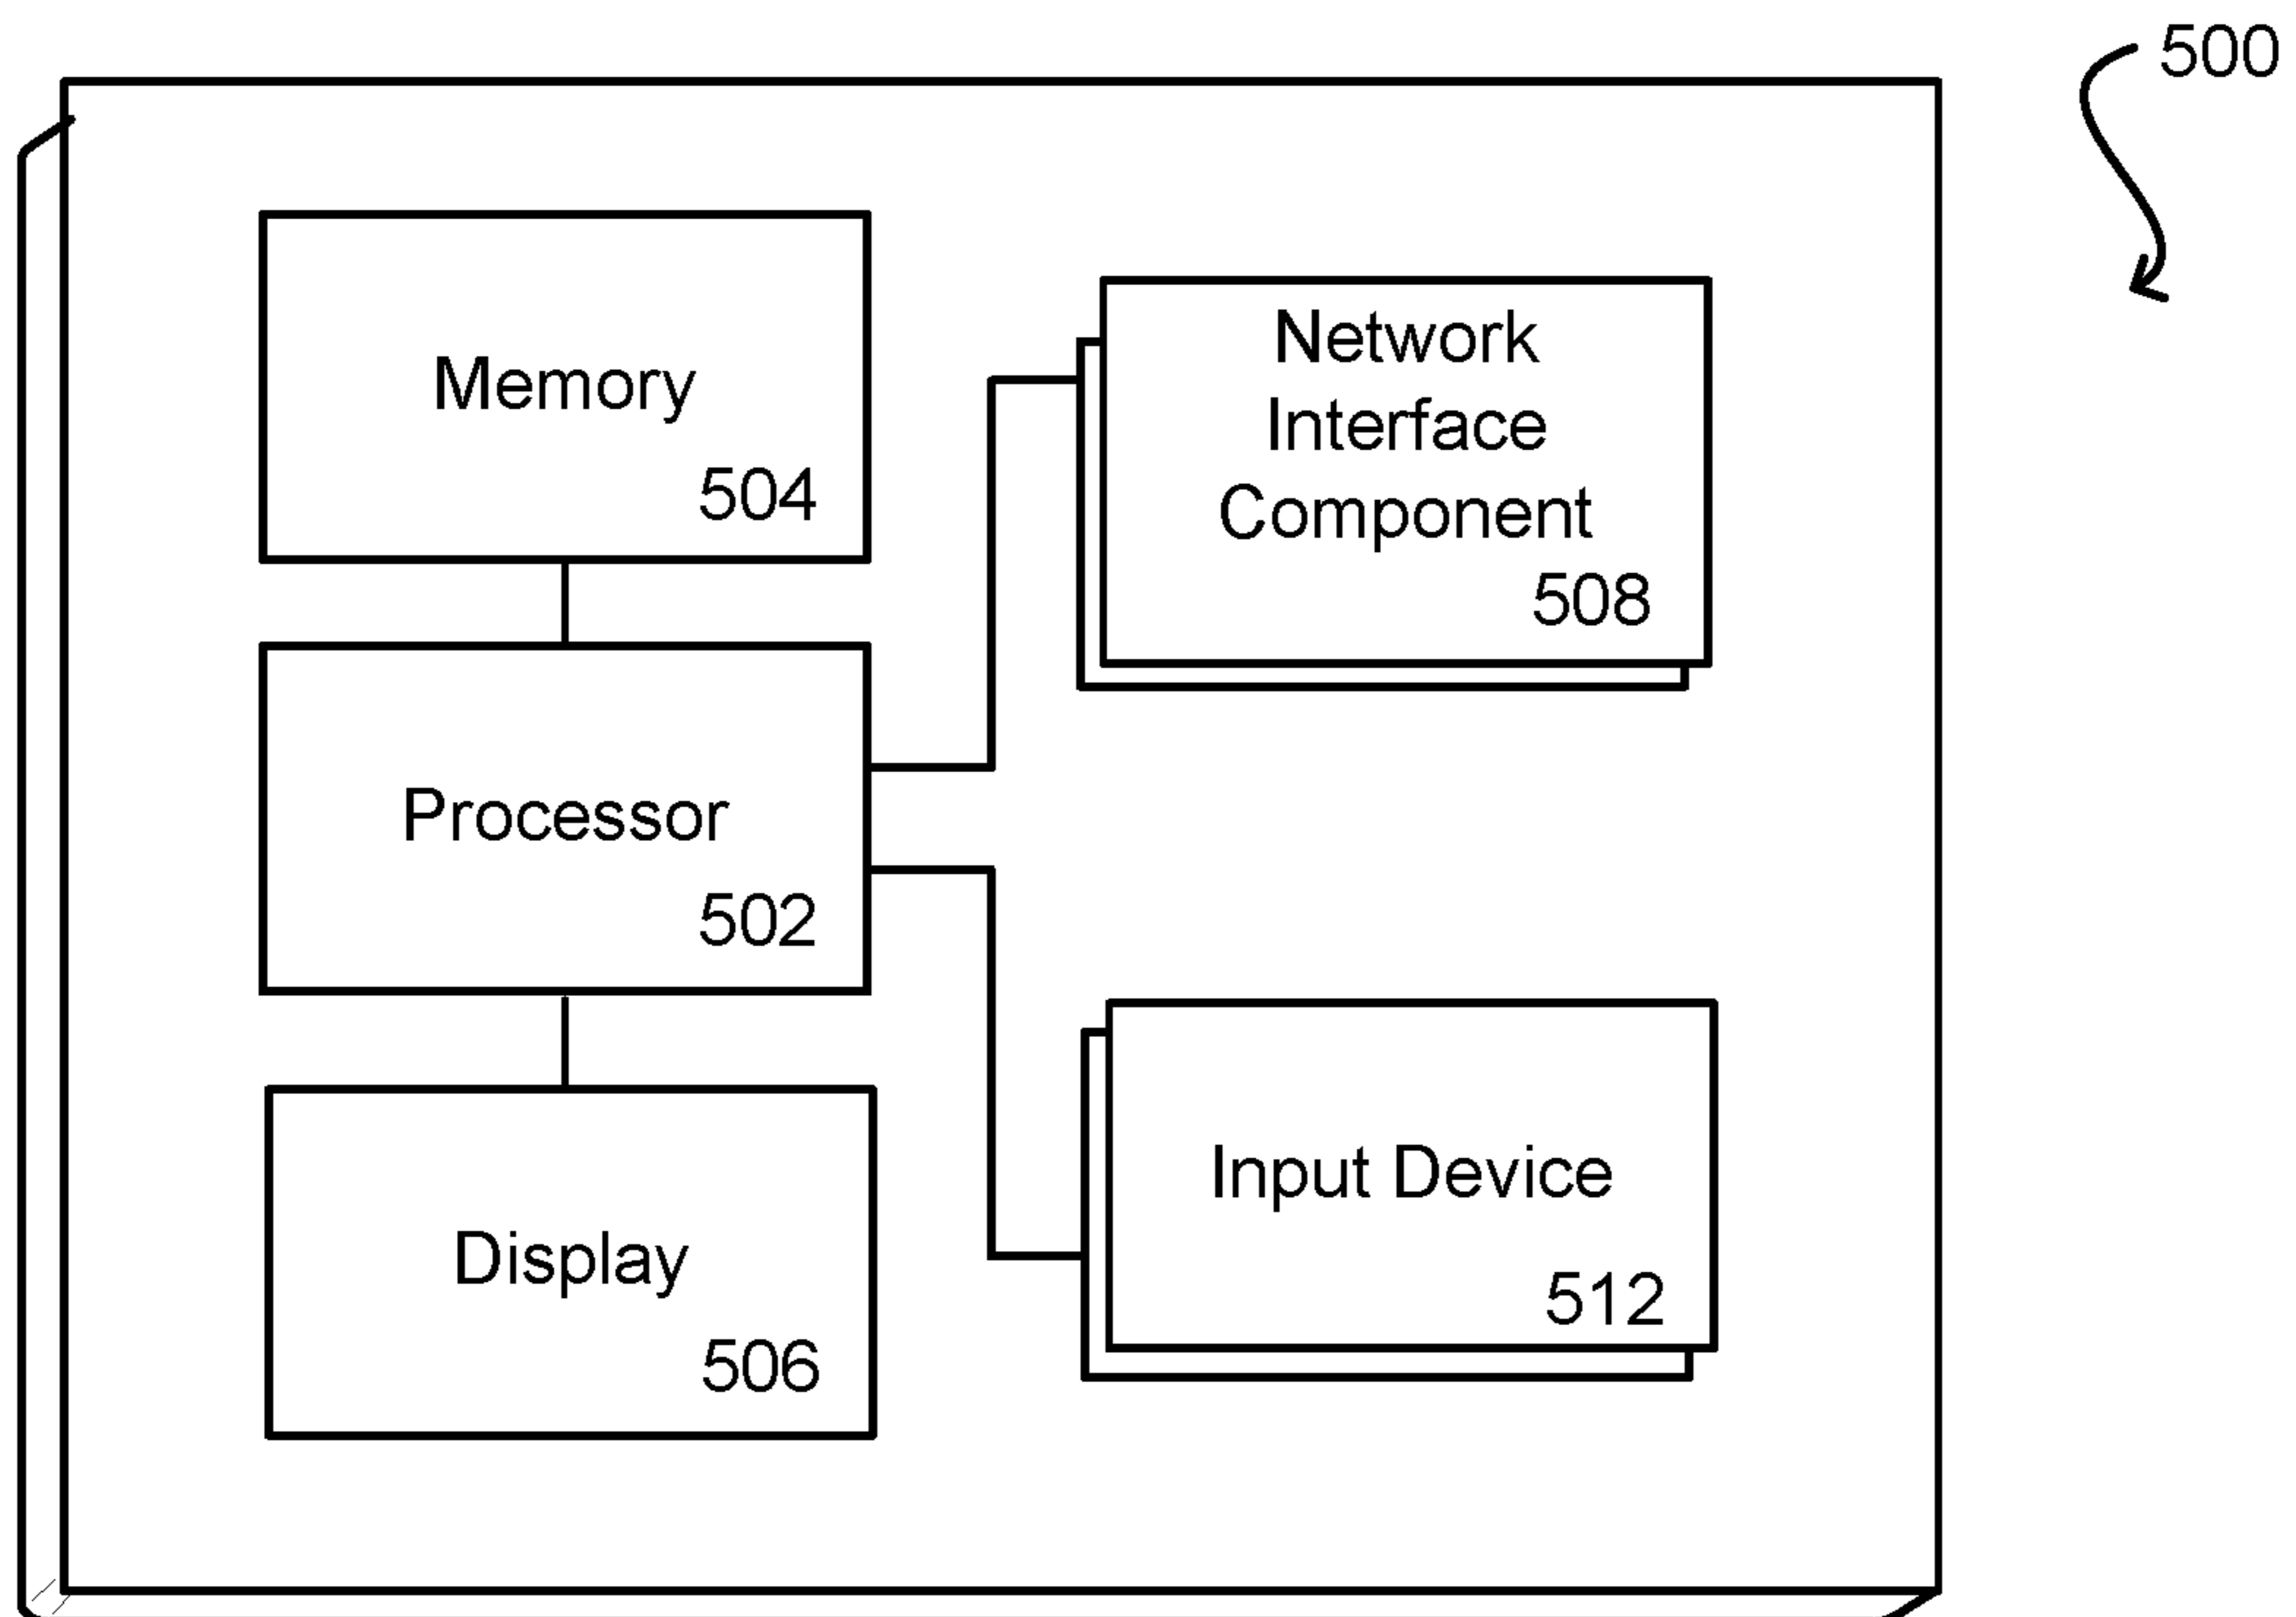 500
Memory
504
Network
Interface
Component
508
Processor
502
Input Device
512
Display
506